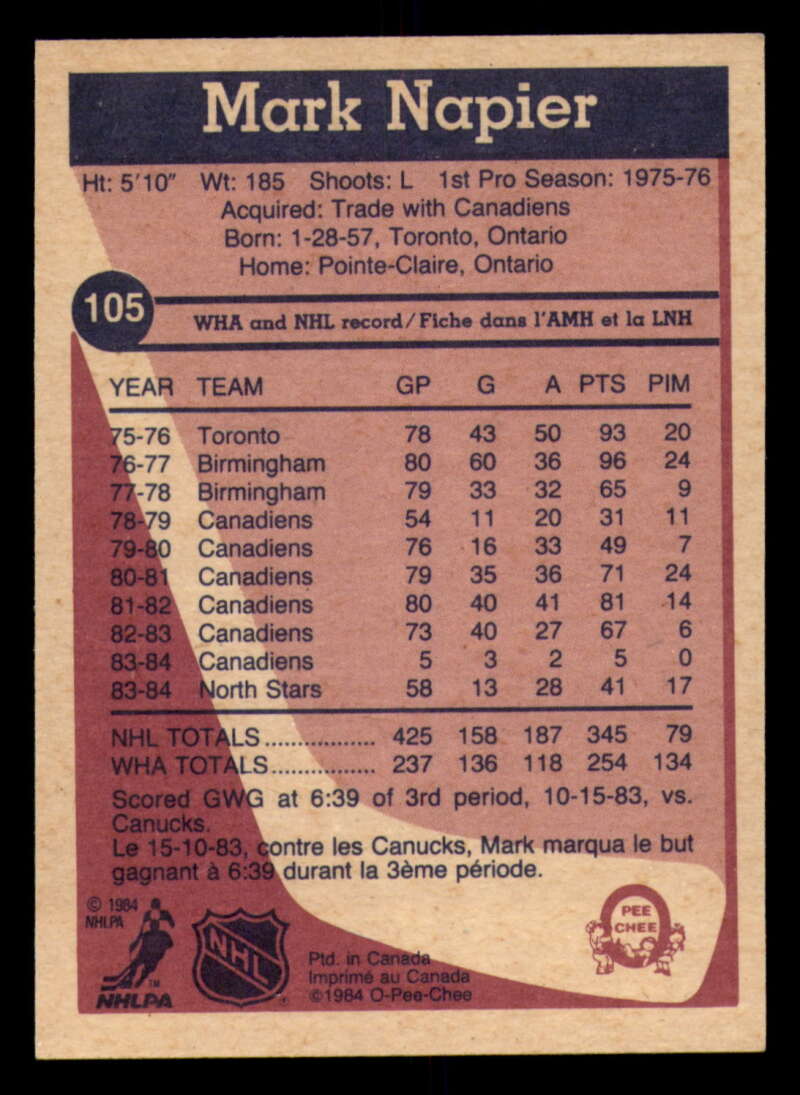 Mark Napier
Ht: 5'10" Wt: 185 Shoots: L 1st Pro Season: 1975-76
Acquired: Trade with Canadiens
Born: 1-28-57, Toronto, Ontario
Home: Pointe-Claire, Ontario
105
WHA and NHL record/Fiche dans l'AMH et la LNH
YEAR TEAM GP G A PTS PIM
75-76 Toronto 78 43 50 93 20
76-77 Birmingham 80 60 36 96 24
77-78 Birmingham 79 33 32 65 9
78-79 Canadiens 54 11 20 31 11
79-80 Canadiens 76 16 33 49 7
80-81 Canadiens 79 35 36 71 24
81-82 Canadiens 80 40 41 81 14
82-83 Canadiens 73 40 27 67 6
83-84 Canadiens 5 3 2 5 0
83-84 North Stars 58 13 28 41 17
NHL TOTALS................ 425 158 187 345 79
WHA TOTALS............... 237 136 118 254 134
Scored GWG at 6:39 of 3rd period, 10-15-83, vs.
Canucks.
Le 15-10-83, contre les Canucks, Mark marqua le but
gagnant à 6:39 durant la 3ème période.
© 1984
NHLPA
TM
NHLPA
NHL
Ptd. in Canada
Imprimé au Canada
©1984 O-Pee-Chee
PEE
CHEE